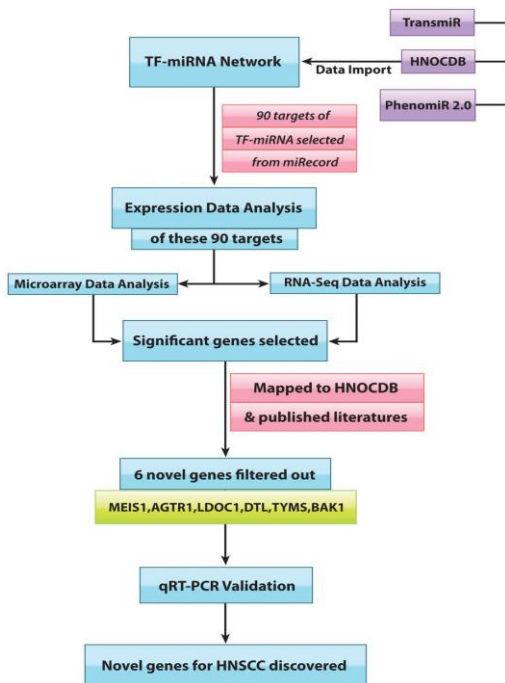 TransmiR
TF-miRNA Network
Data Import
HNOCDB
PhenomiR 2.0
90 targets of
TF-miRNA selected
from miRecord
Expression Data Analysis
of these 90 targets
Microarray Data Analysis
RNA-Seq Data Analysis
Significant genes selected
Mapped to HNOCDB
& published literatures
6 novel genes filtered out
MEIS1,AGTR1,LDOC1,DTL,TYMS,BAK1
qRT-PCR Validation
Novel genes for HNSCC discovered